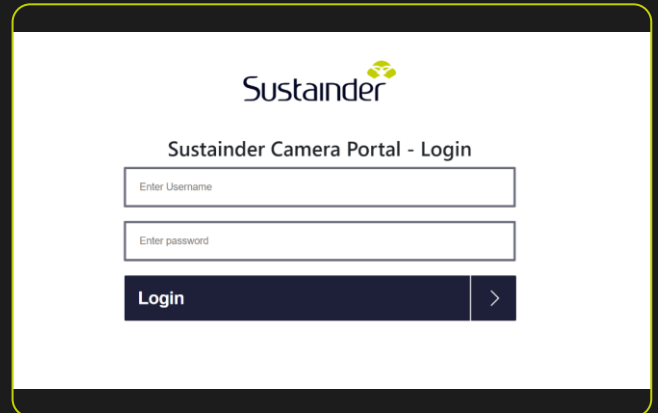 Sustainder
Sustainder Camera Portal - Login
Enter Username
Enter password
Login